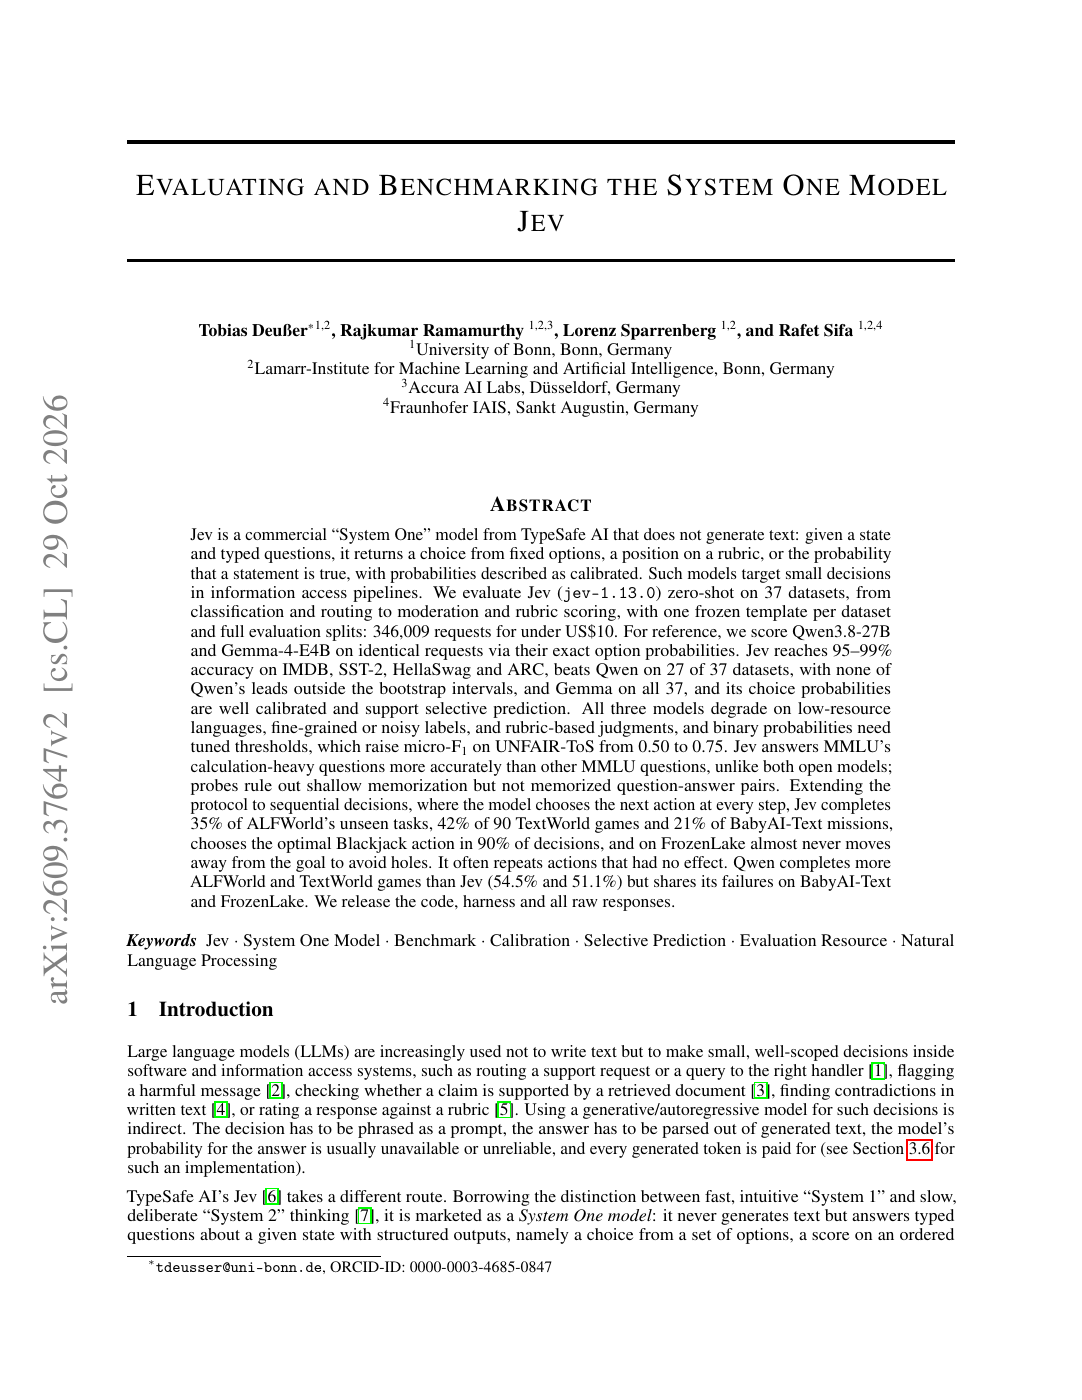 EVALUATING AND BENCHMARKING THE SYSTEM ONE MODEL
JEV
Tobias Deußer∗1,2, Rajkumar Ramamurthy 1,2,3, Lorenz Sparrenberg 1,2, and Rafet Sifa 1,2,4
1University of Bonn, Bonn, Germany
2Lamarr-Institute for Machine Learning and Artificial Intelligence, Bonn, Germany
3Accura AI Labs, Düsseldorf, Germany
4Fraunhofer IAIS, Sankt Augustin, Germany
arXiv:2609.37647v2 [cs.CL] 29 Oct 2026
ABSTRACT
Jev is a commercial “System One” model from TypeSafe AI that does not generate text: given a state
and typed questions, it returns a choice from fixed options, a position on a rubric, or the probability
that a statement is true, with probabilities described as calibrated. Such models target small decisions
in information access pipelines. We evaluate Jev (jev-1.13.0) zero-shot on 37 datasets, from
classification and routing to moderation and rubric scoring, with one frozen template per dataset
and full evaluation splits: 346,009 requests for under US$10. For reference, we score Qwen3.8-27B
and Gemma-4-E4B on identical requests via their exact option probabilities. Jev reaches 95–99%
accuracy on IMDB, SST-2, HellaSwag and ARC, beats Qwen on 27 of 37 datasets, with none of
Qwen’s leads outside the bootstrap intervals, and Gemma on all 37, and its choice probabilities
are well calibrated and support selective prediction. All three models degrade on low-resource
languages, fine-grained or noisy labels, and rubric-based judgments, and binary probabilities need
tuned thresholds, which raise micro-F1 on UNFAIR-ToS from 0.50 to 0.75. Jev answers MMLU’s
calculation-heavy questions more accurately than other MMLU questions, unlike both open models;
probes rule out shallow memorization but not memorized question-answer pairs. Extending the
protocol to sequential decisions, where the model chooses the next action at every step, Jev completes
35% of ALFWorld’s unseen tasks, 42% of 90 TextWorld games and 21% of BabyAI-Text missions,
chooses the optimal Blackjack action in 90% of decisions, and on FrozenLake almost never moves
away from the goal to avoid holes. It often repeats actions that had no effect. Qwen completes more
ALFWorld and TextWorld games than Jev (54.5% and 51.1%) but shares its failures on BabyAI-Text
and FrozenLake. We release the code, harness and all raw responses.
Keywords Jev · System One Model · Benchmark · Calibration · Selective Prediction · Evaluation Resource · Natural
Language Processing
1 Introduction
Large language models (LLMs) are increasingly used not to write text but to make small, well-scoped decisions inside
software and information access systems, such as routing a support request or a query to the right handler [1], flagging
a harmful message [2], checking whether a claim is supported by a retrieved document [3], finding contradictions in
written text [4], or rating a response against a rubric [5]. Using a generative/autoregressive model for such decisions is
indirect. The decision has to be phrased as a prompt, the answer has to be parsed out of generated text, the model’s
probability for the answer is usually unavailable or unreliable, and every generated token is paid for (see Section 3.6 for
such an implementation).
TypeSafe AI’s Jev [6] takes a different route. Borrowing the distinction between fast, intuitive “System 1” and slow,
deliberate “System 2” thinking [7], it is marketed as a System One model: it never generates text but answers typed
questions about a given state with structured outputs, namely a choice from a set of options, a score on an ordered
∗tdeusser@uni-bonn.de, ORCID-ID: 0000-0003-4685-0847